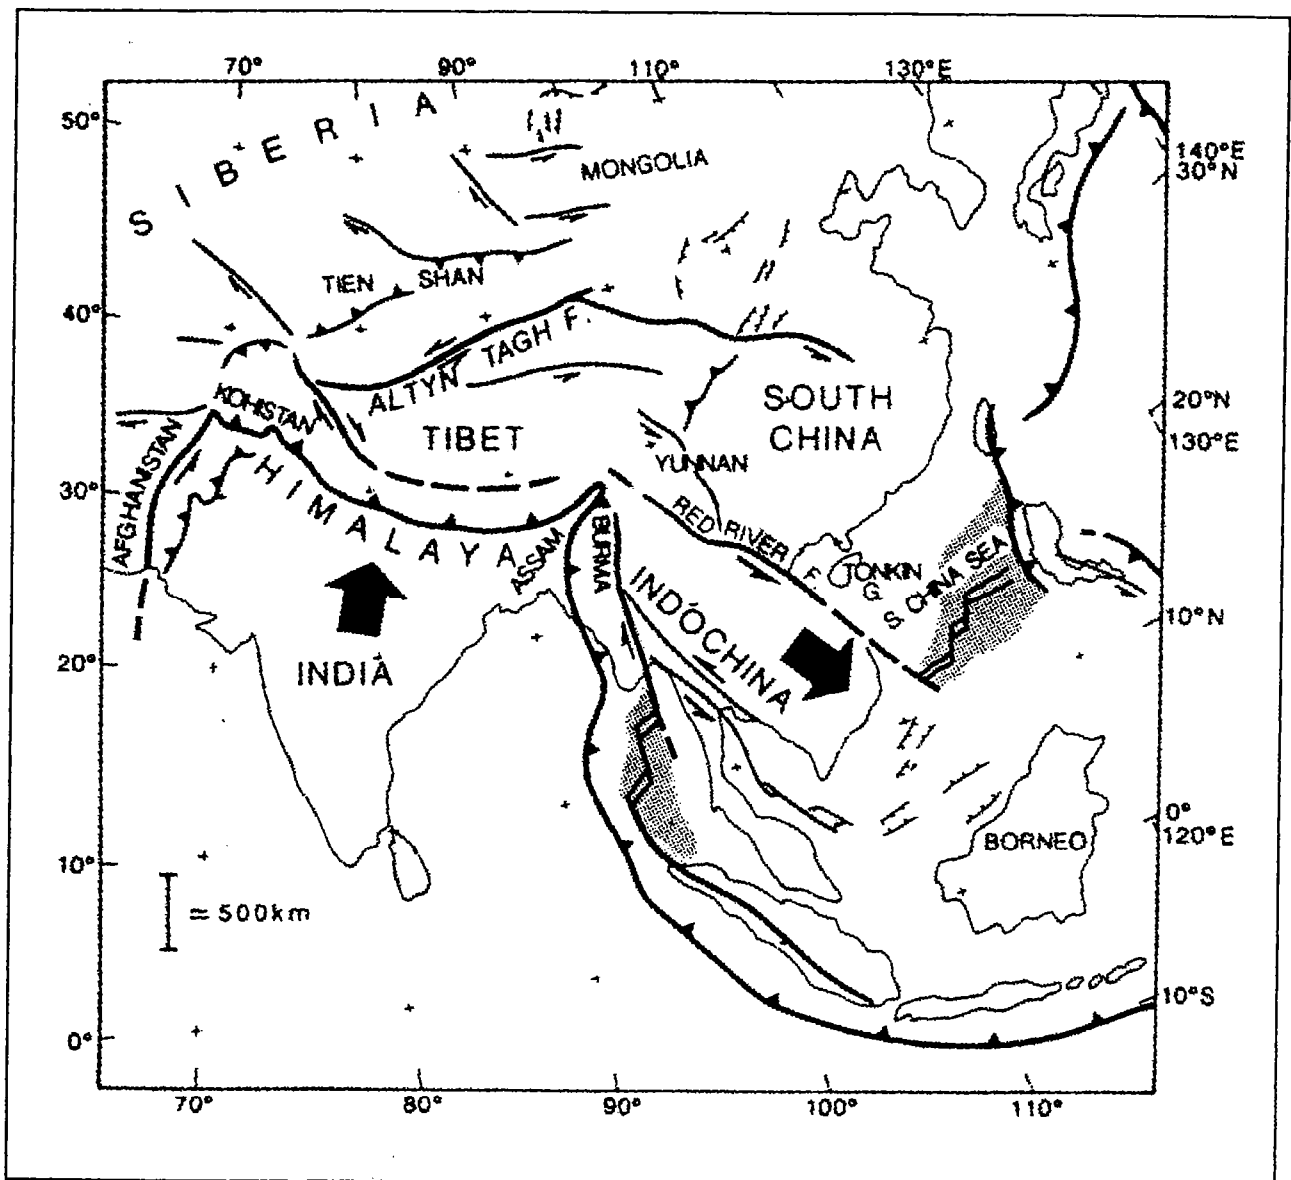 70° 90° 110° 130°E
50°
SIBERIA
MONGOLIA
140°E
30°N
TIEN SHAN
40°
ALTYN TAGH F.
KOHISTAN
SOUTH
CHINA
20°N
130°E
TIBET
AFGHANISTAN
YUNNAN
30°
HIMALAYA
RED RIVER F.
ASSAM
BURMA
TONKIN
G.
S. CHINA SEA
INDOCHINA
10°N
20°
INDIA
0°
120°E
BORNEO
10°
≃ 500km
10°S
0°
70° 80° 90° 100° 110°